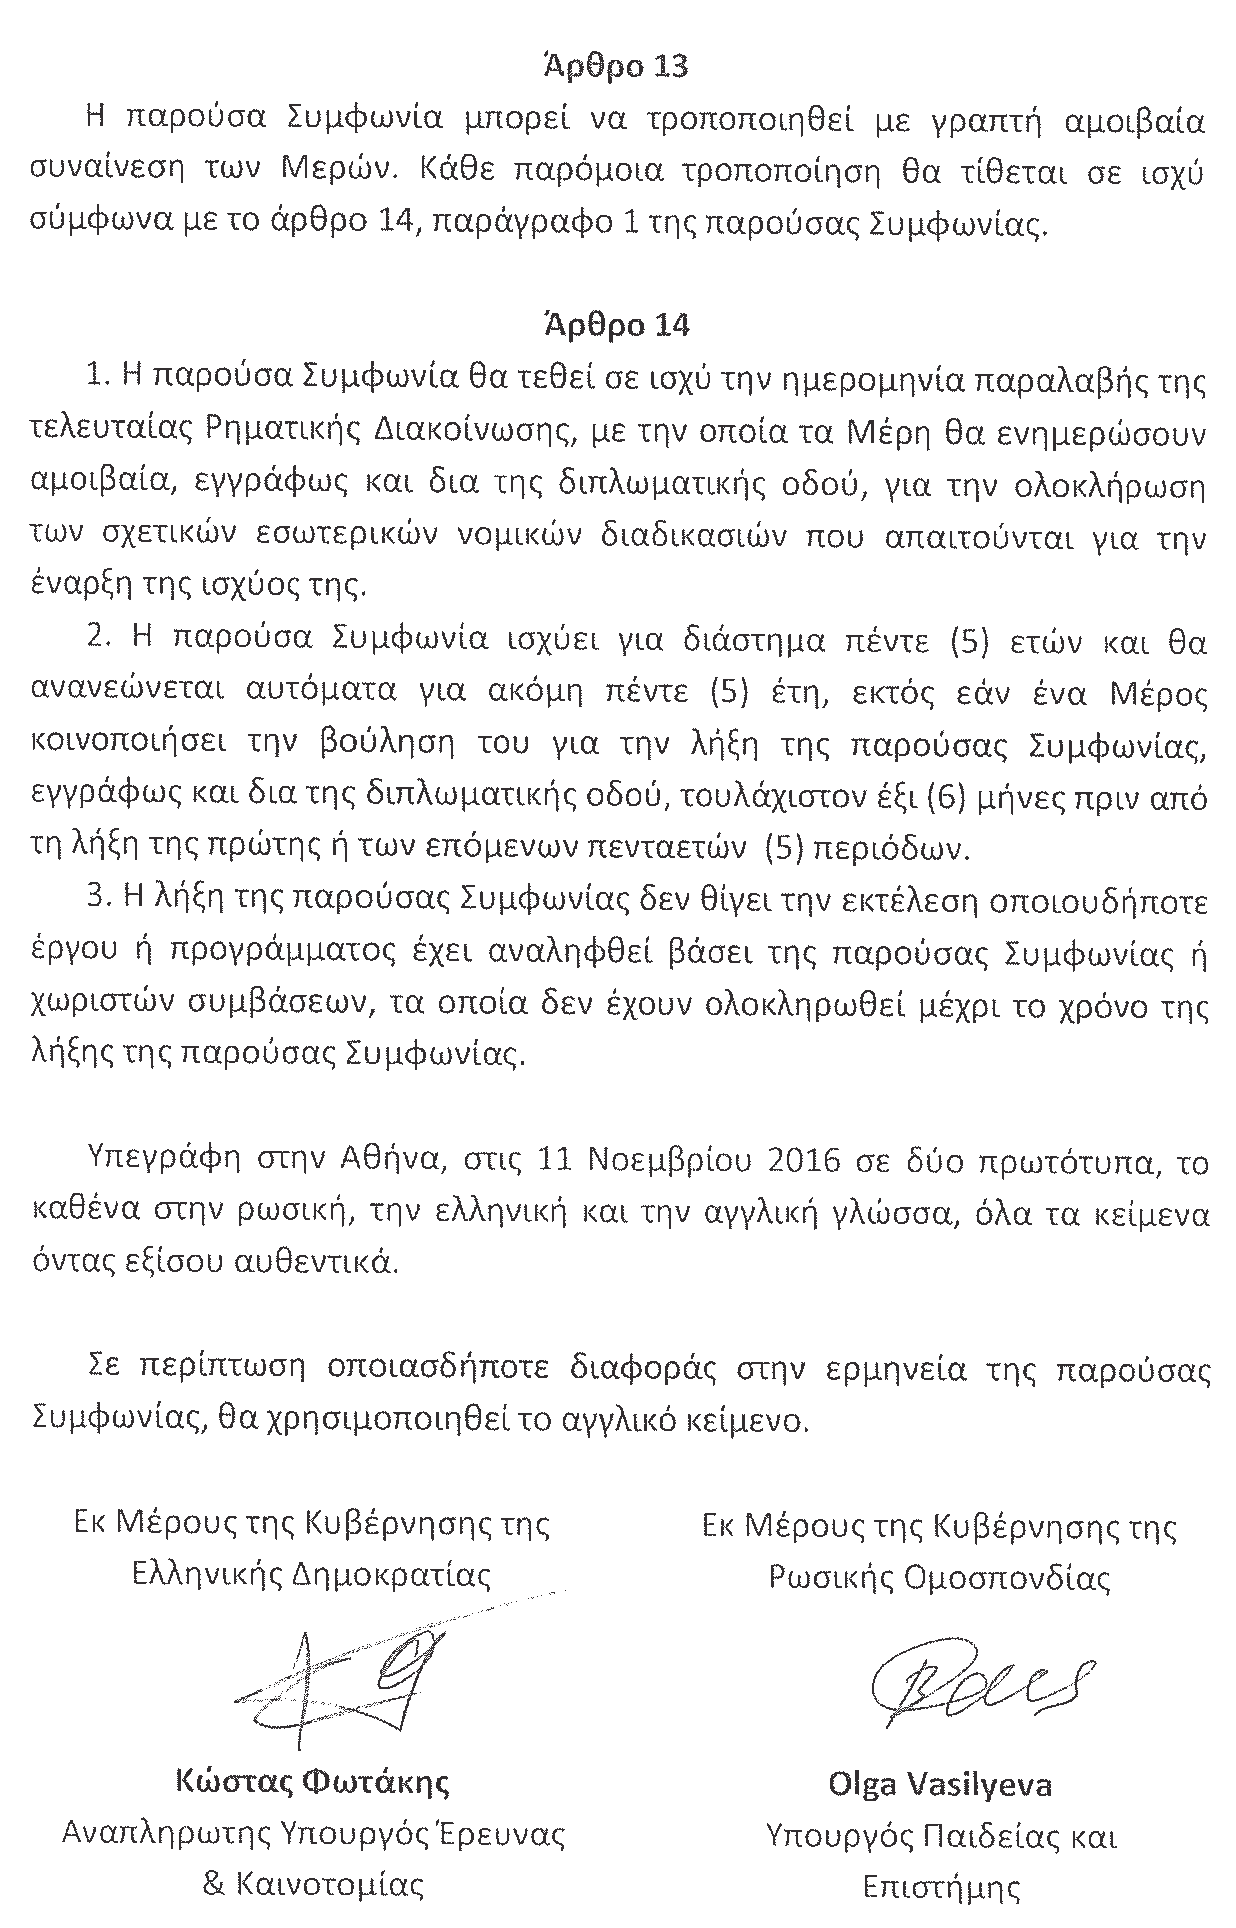 Άρθρο 13
Η παρούσα Συμφωνία μπορεί να τροποποιηθεί με γραπτή αμοιβαία
συναίνεση των Μερών. Κάθε παρόμοια τροποποίηση θα τίθεται σε ισχύ
σύμφωνα με το άρθρο 14, παράγραφο 1 της παρούσας Συμφωνίας.
Άρθρο 14
1. Η παρούσα Συμφωνία θα τεθεί σε ισχύ την ημερομηνία παραλαβής της
τελευταίας Ρηματικής Διακοίνωσης, με την οποία τα Μέρη θα ενημερώσουν
αμοιβαία, εγγράφως και δια της διπλωματικής οδού, για την ολοκλήρωση
των σχετικών εσωτερικών νομικών διαδικασιών που απαιτούνται για την
έναρξη της ισχύος της.
2. Η παρούσα Συμφωνία ισχύει για διάστημα πέντε (5) ετών και θα
ανανεώνεται αυτόματα για ακόμη πέντε (5) έτη, εκτός εάν ένα Μέρος
κοινοποιήσει την βούληση του για την λήξη της παρούσας Συμφωνίας,
εγγράφως και δια της διπλωματικής οδού, τουλάχιστον έξι (6) μήνες πριν από
τη λήξη της πρώτης ή των επόμενων πενταετών (5) περιόδων.
3. Η λήξη της παρούσας Συμφωνίας δεν θίγει την εκτέλεση οποιουδήποτε
έργου ή προγράμματος έχει αναληφθεί βάσει της παρούσας Συμφωνίας ή
χωριστών συμβάσεων, τα οποία δεν έχουν ολοκληρωθεί μέχρι το χρόνο της
λήξης της παρούσας Συμφωνίας.
Υπεγράφη στην Αθήνα, στις 11 Νοεμβρίου 2016 σε δύο πρωτότυπα, το
καθένα στην ρωσική, την ελληνική και την αγγλική γλώσσα, όλα τα κείμενα
όντας εξίσου αυθεντικά.
Σε περίπτωση οποιασδήποτε διαφοράς στην ερμηνεία της παρούσας
Συμφωνίας, θα χρησιμοποιηθεί το αγγλικό κείμενο.
Εκ Μέρους της Κυβέρνησης της
Ελληνικής Δημοκρατίας
Κώστας Φωτάκης
Αναπληρωτης Υπουργός Έρευνας
& Καινοτομίας
Εκ Μέρους της Κυβέρνησης της
Ρωσικής Ομοσπονδίας
Olga Vasilyeva
Υπουργός Παιδείας και
Επιστήμης